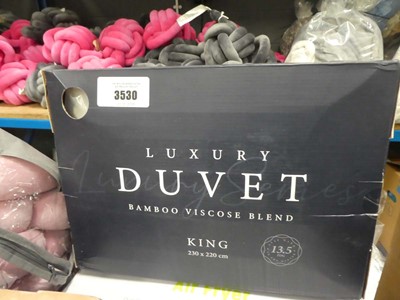 3530
LUXURY
DUVET
BAMBOO VISCOSE BLEND
KING
230 x 220 cm
13.5